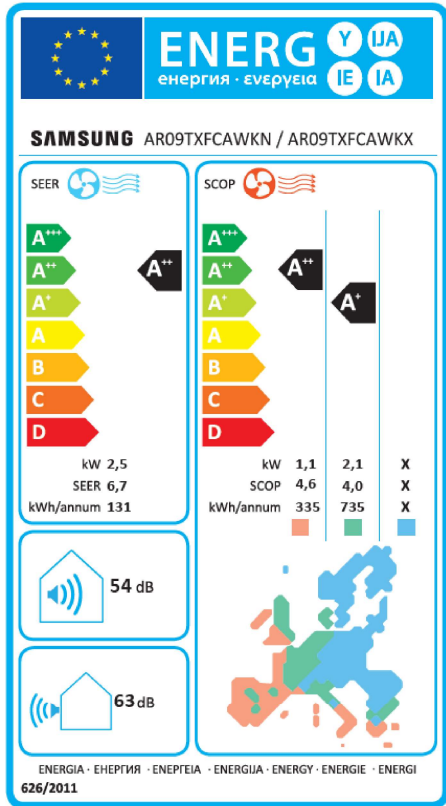 ENERG Y IJA IE IA
енергия · ενεργεια
SAMSUNG AR09TXFCAWKN / AR09TXFCAWKX
SEER
A+++
A++ A++
A+
A
B
C
D
kW 2,5
SEER 6,7
kWh/annum 131
SCOP
A+++
A++ A++
A+ A+
A
B
C
D
kW 1,1 2,1 X
SCOP 4,6 4,0 X
kWh/annum 335 735 X
54 dB
63 dB
ENERGIA · ЕНЕРГИЯ · ΕΝΕΡΓΕΙΑ · ENERGIJA · ENERGY · ENERGIE · ENERGI
626/2011